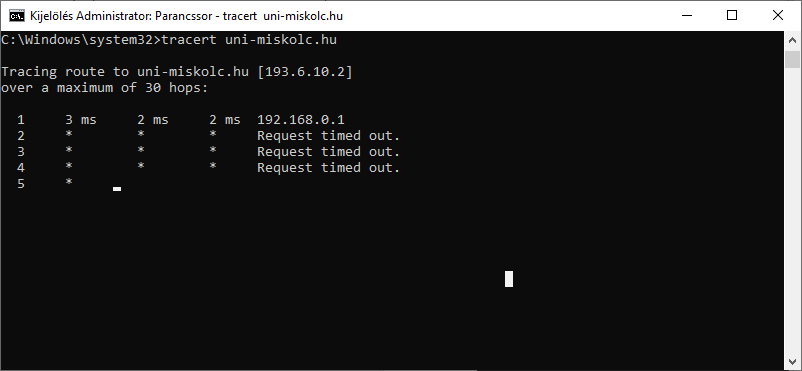 Kijelölés Administrator: Parancssor - tracert uni-miskolc.hu
C:\Windows\system32>tracert uni-miskolc.hu
Tracing route to uni-miskolc.hu [193.6.10.2]
over a maximum of 30 hops:
1 3 ms 2 ms 2 ms 192.168.0.1
2 * * * Request timed out.
3 * * * Request timed out.
4 * * * Request timed out.
5 *